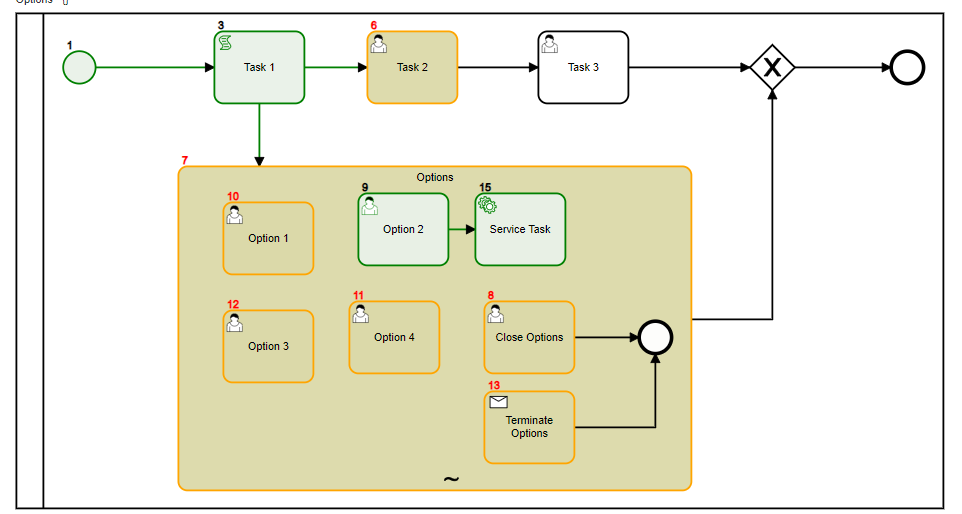 Options
1
3
6
Task 1
Task 2
Task 3
X
7
Options
10
9
15
Option 1
Option 2
Service Task
12
11
8
Option 3
Option 4
Close Options
13
Terminate
Options
~